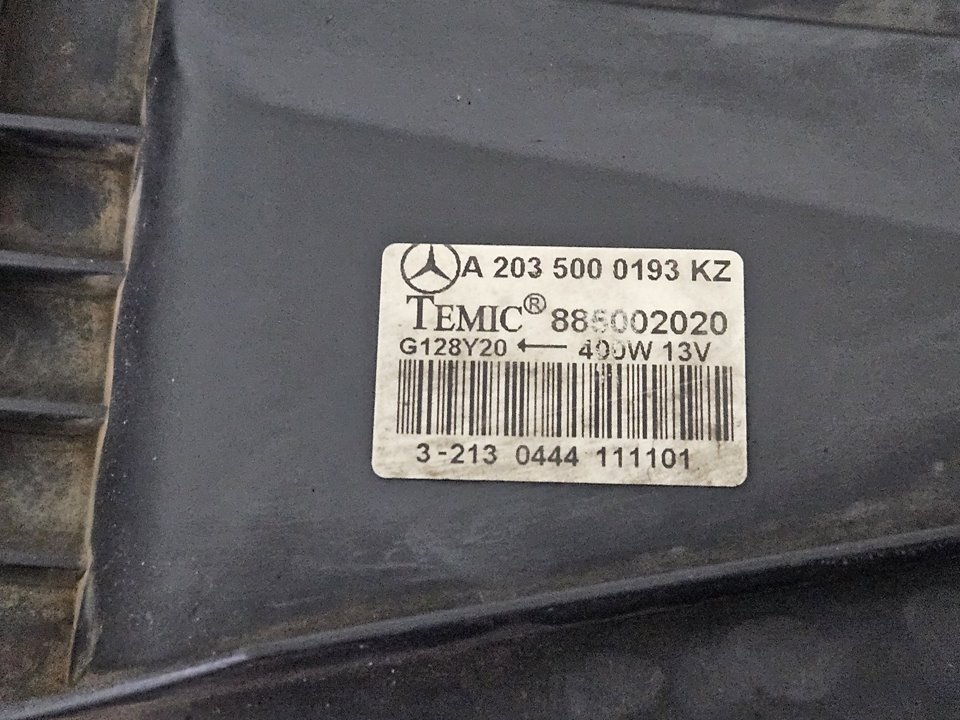 A 203 500 0193 KZ
TEMIC® 885002020
G128Y20 ← 400W 13V
3-213 0444 111101